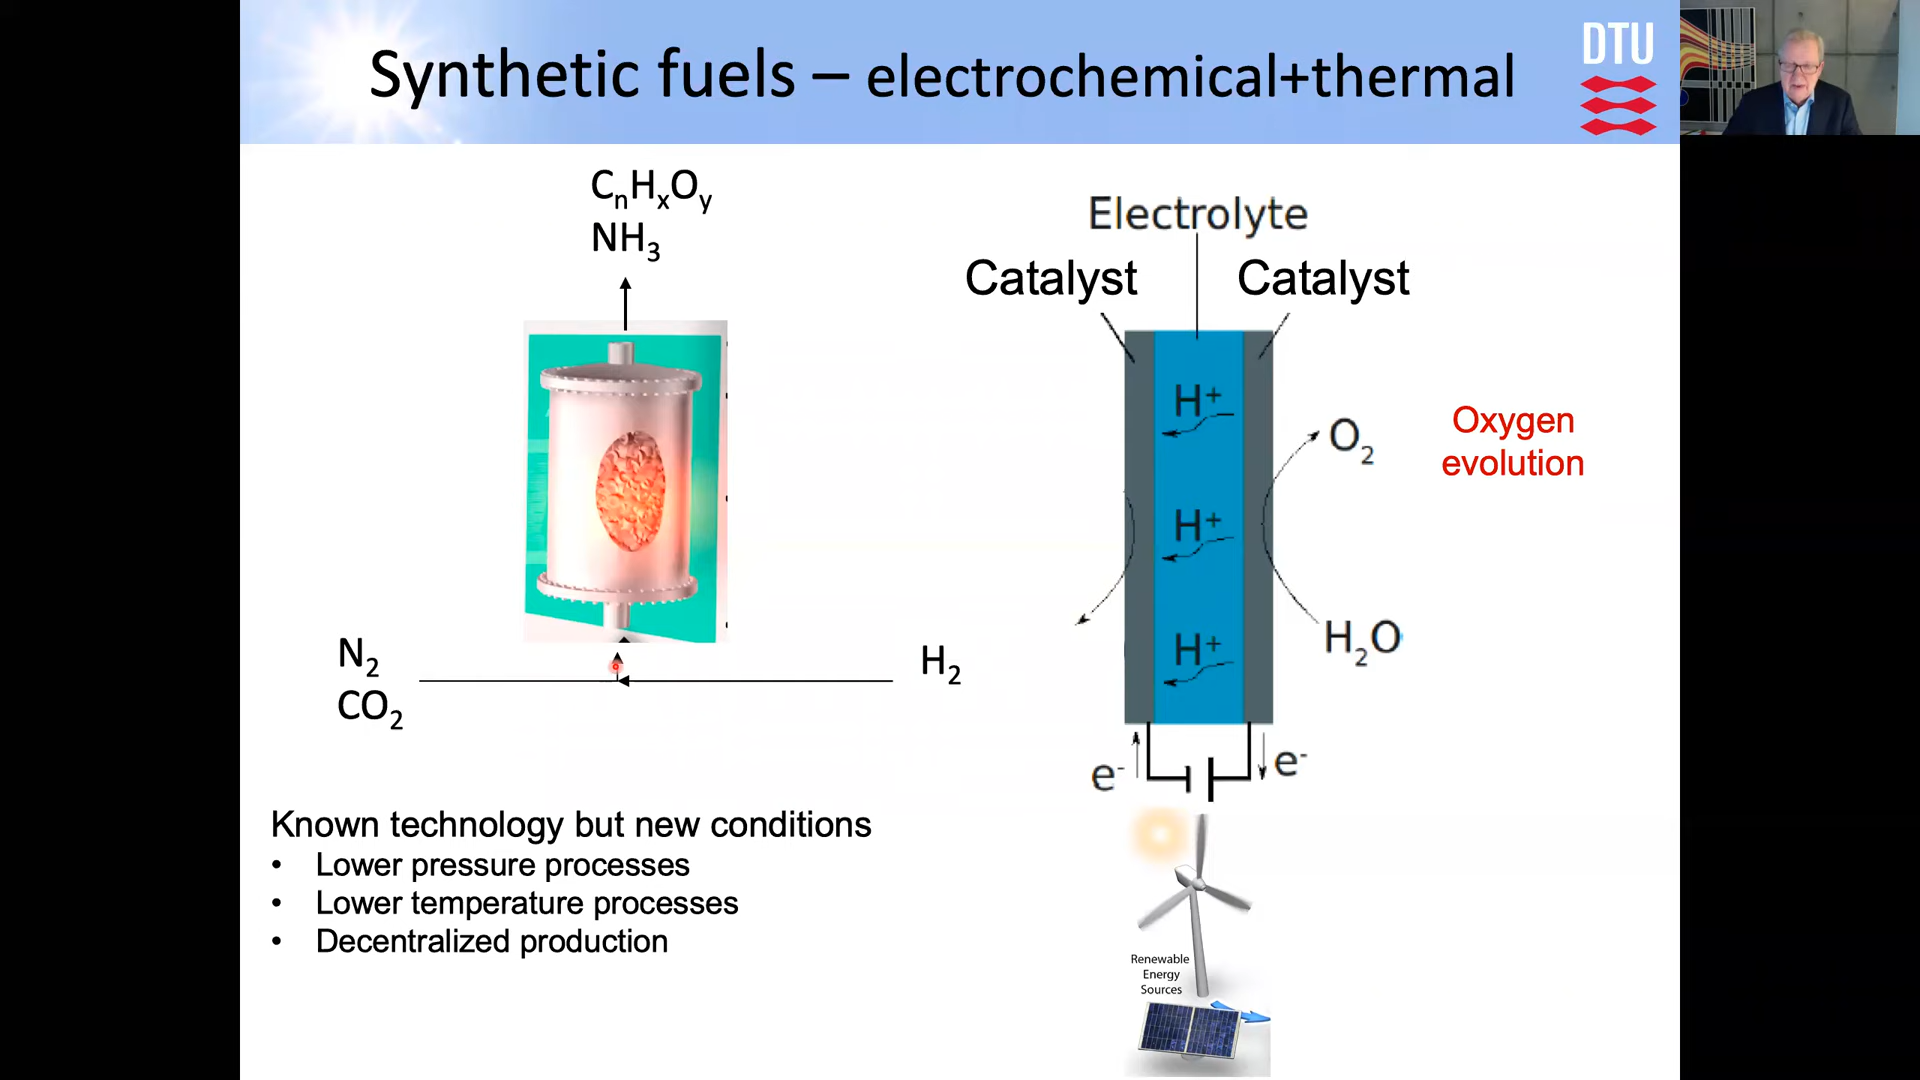 Synthetic fuels – electrochemical+thermal
DTU
CₙHₓOᵧ
NH₃
N₂
CO₂
H₂
Known technology but new conditions
• Lower pressure processes
• Lower temperature processes
• Decentralized production
Electrolyte
Catalyst Catalyst
H⁺
H⁺
H⁺
O₂
H₂O
Oxygen
evolution
e⁻ e⁻
Renewable
Energy
Sources